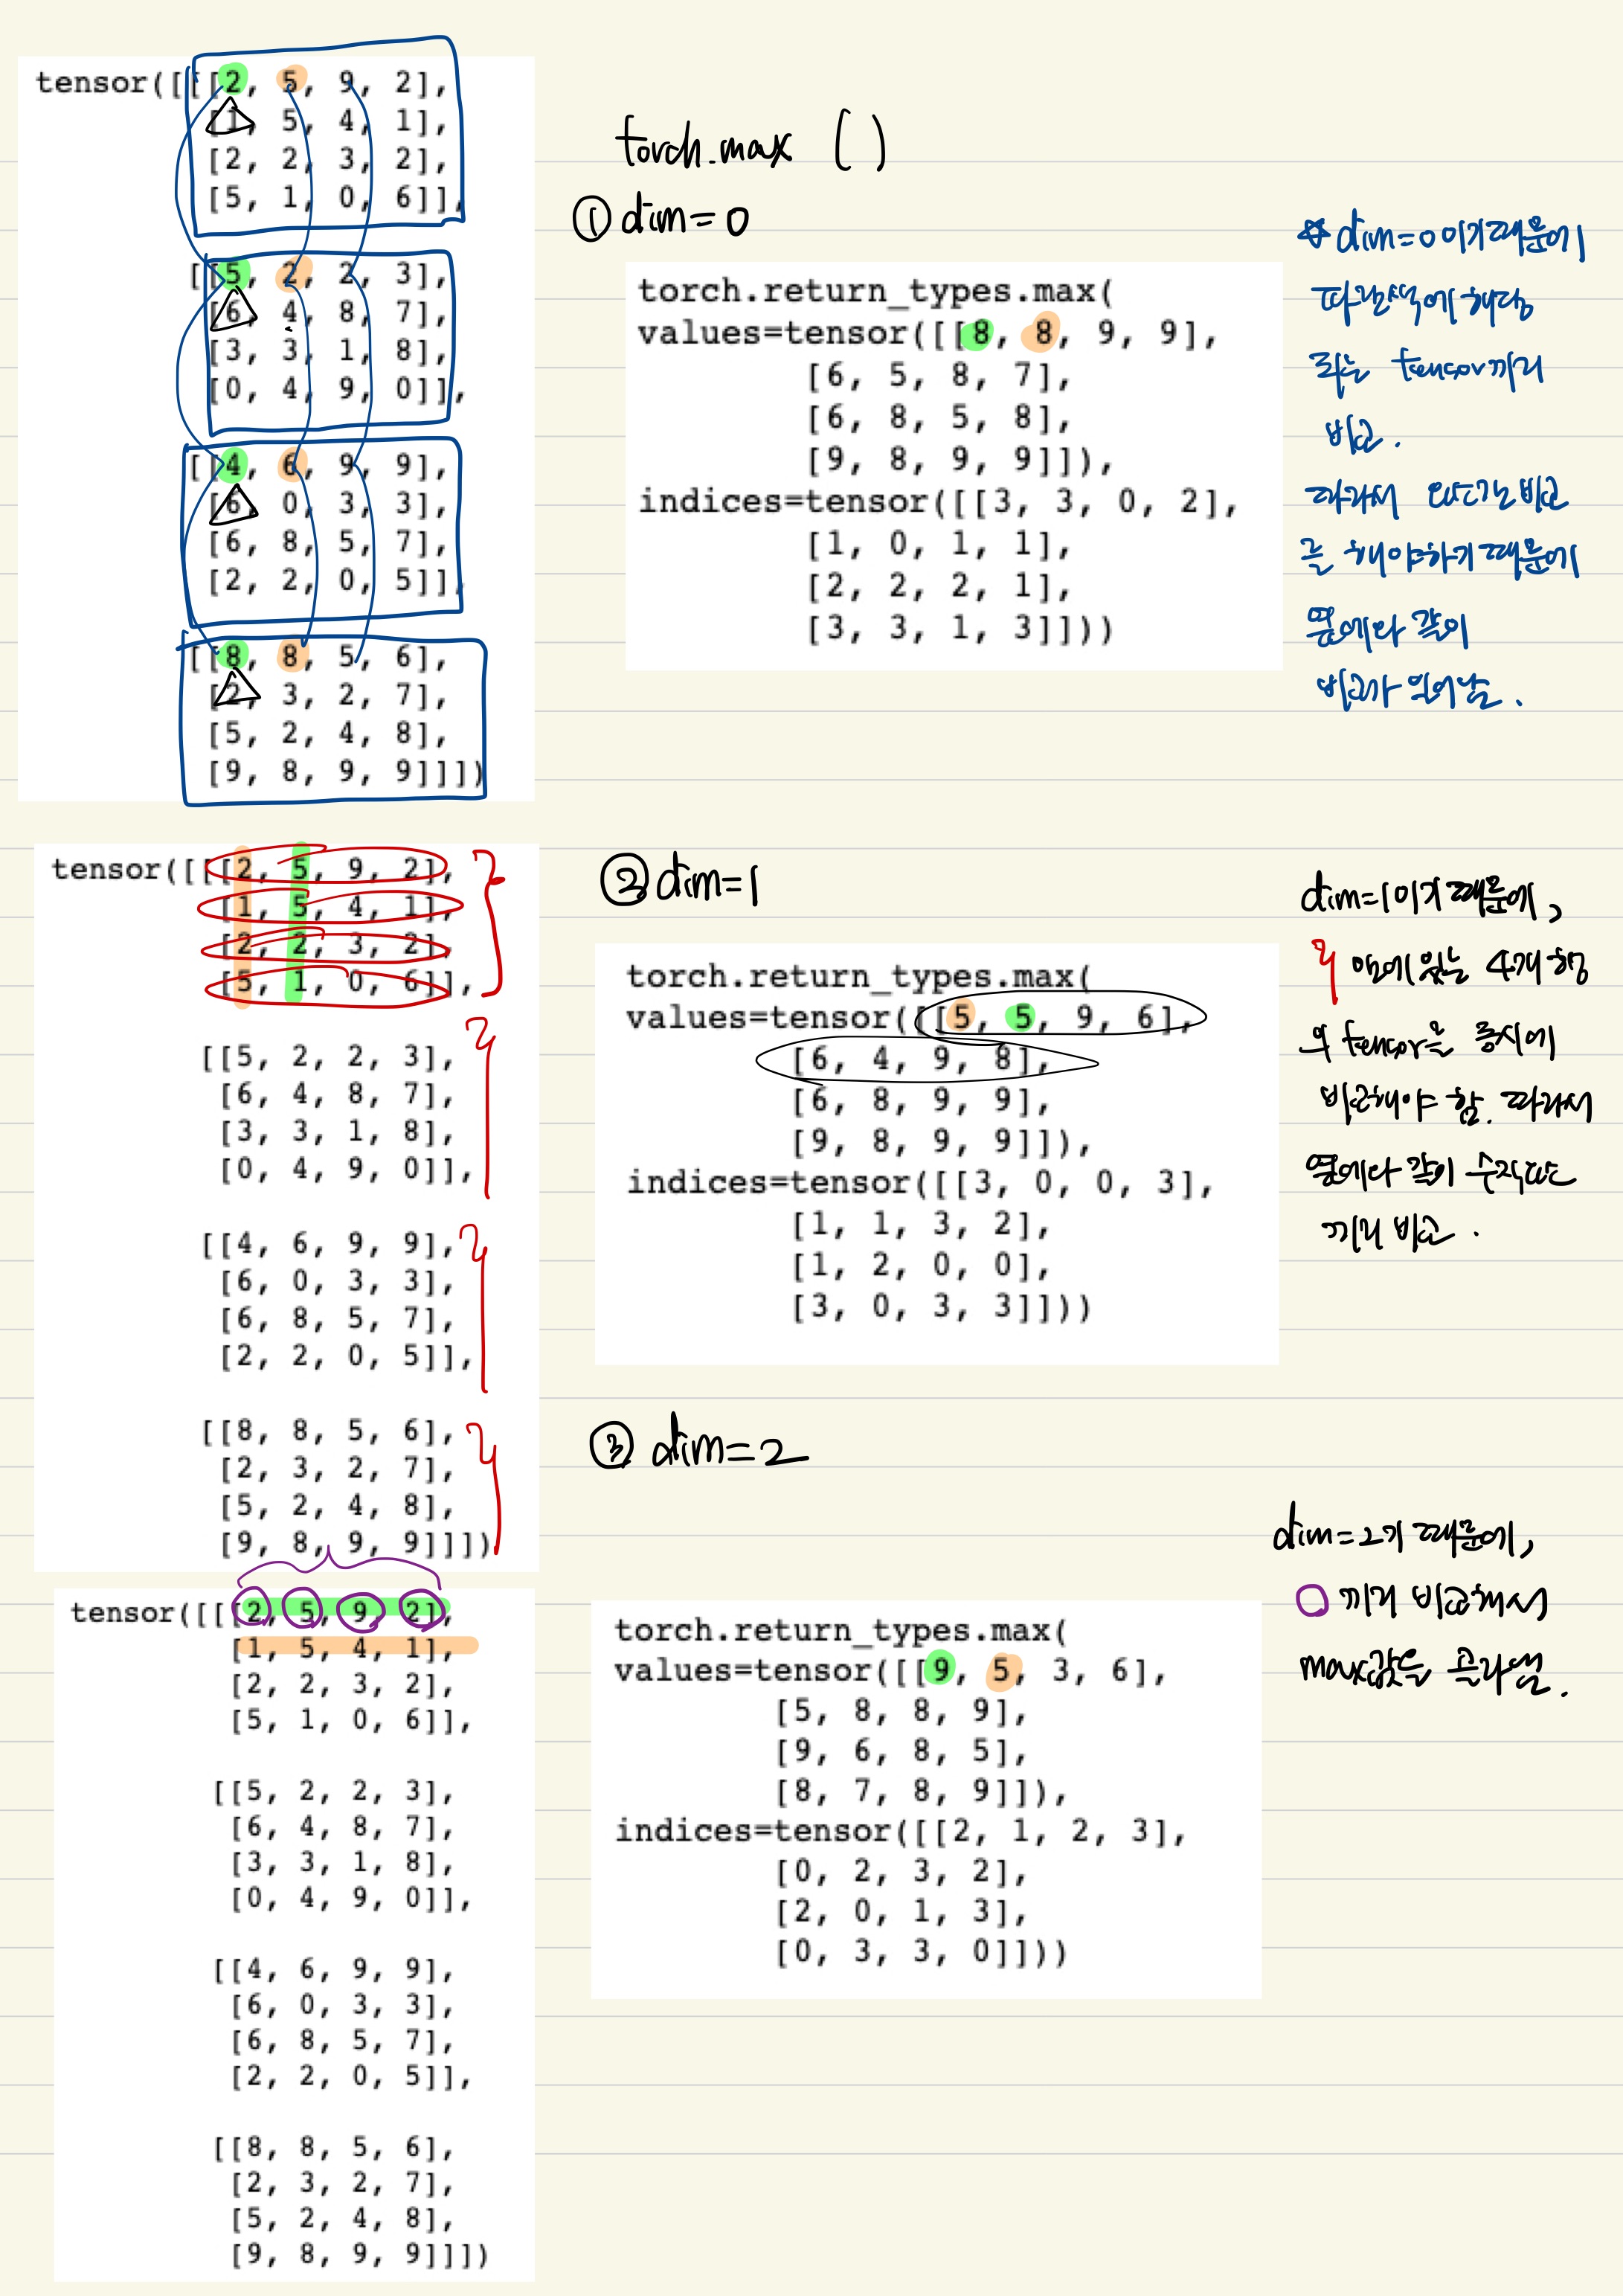 tensor([[[2, 5, 9, 2],
[1, 5, 4, 1],
[2, 2, 3, 2],
[5, 1, 0, 6]],
[[5, 2, 2, 3],
[6, 4, 8, 7],
[3, 3, 1, 8],
[0, 4, 9, 0]],
[[4, 6, 9, 9],
[6, 0, 3, 3],
[6, 8, 5, 7],
[2, 2, 0, 5]],
[[8, 8, 5, 6],
[2, 3, 2, 7],
[5, 2, 4, 8],
[9, 8, 9, 9]]])
torch.max ()
① dim=0
torch.return_types.max(
values=tensor([[8, 8, 9, 9],
[6, 5, 8, 7],
[6, 8, 5, 8],
[9, 8, 9, 9]]),
indices=tensor([[3, 3, 0, 2],
[1, 0, 1, 1],
[2, 2, 2, 1],
[3, 3, 1, 3]]))
☆ dim=0이기 때문에
파란색에 해당
하는 tensor끼리
비교.
따라서 비교
를 해야하기 때문에
옆에와 같이
비교가 일어남.
tensor([[[2, 5, 9, 2],
[1, 5, 4, 1],
[2, 2, 3, 2],
[5, 1, 0, 6]],
[[5, 2, 2, 3],
[6, 4, 8, 7],
[3, 3, 1, 8],
[0, 4, 9, 0]],
[[4, 6, 9, 9],
[6, 0, 3, 3],
[6, 8, 5, 7],
[2, 2, 0, 5]],
[[8, 8, 5, 6],
[2, 3, 2, 7],
[5, 2, 4, 8],
[9, 8, 9, 9]]])
② dim=1
torch.return_types.max(
values=tensor([[5, 5, 9, 6],
[6, 4, 9, 8],
[6, 8, 9, 9],
[9, 8, 9, 9]]),
indices=tensor([[3, 0, 0, 3],
[1, 1, 3, 2],
[1, 2, 0, 0],
[3, 0, 3, 3]]))
dim=1이기 때문에,
안에 있는 4개 행
의 tensor를 동시에
비교해야 함. 따라서
옆에와 같이
끼리 비교.
tensor([[[2, 5, 9, 2],
[1, 5, 4, 1],
[2, 2, 3, 2],
[5, 1, 0, 6]],
[[5, 2, 2, 3],
[6, 4, 8, 7],
[3, 3, 1, 8],
[0, 4, 9, 0]],
[[4, 6, 9, 9],
[6, 0, 3, 3],
[6, 8, 5, 7],
[2, 2, 0, 5]],
[[8, 8, 5, 6],
[2, 3, 2, 7],
[5, 2, 4, 8],
[9, 8, 9, 9]]])
③ dim=2
torch.return_types.max(
values=tensor([[9, 5, 3, 6],
[5, 8, 8, 9],
[9, 6, 8, 5],
[8, 7, 8, 9]]),
indices=tensor([[2, 1, 2, 3],
[0, 2, 3, 2],
[2, 0, 1, 3],
[0, 3, 3, 0]]))
dim=2기 때문에,
끼리 비교해서
max값을 골라냄.